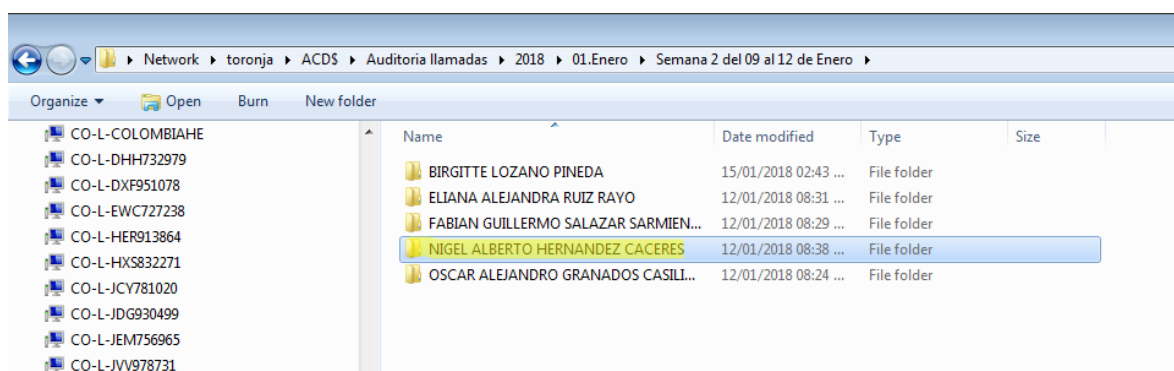 Network ▸ toronja ▸ ACD$ ▸ Auditoria llamadas ▸ 2018 ▸ 01.Enero ▸ Semana 2 del 09 al 12 de Enero ▸
Organize ▾ Open Burn New folder
CO-L-COLOMBIAHE
CO-L-DHH732979
CO-L-DXF951078
CO-L-EWC727238
CO-L-HER913864
CO-L-HXS832271
CO-L-JCY781020
CO-L-JDG930499
CO-L-JEM756965
CO-L-JVV978731
Name Date modified Type Size
BIRGITTE LOZANO PINEDA 15/01/2018 02:43 ... File folder
ELIANA ALEJANDRA RUIZ RAYO 12/01/2018 08:31 ... File folder
FABIAN GUILLERMO SALAZAR SARMIEN... 12/01/2018 08:29 ... File folder
NIGEL ALBERTO HERNANDEZ CACERES 12/01/2018 08:38 ... File folder
OSCAR ALEJANDRO GRANADOS CASILI... 12/01/2018 08:24 ... File folder